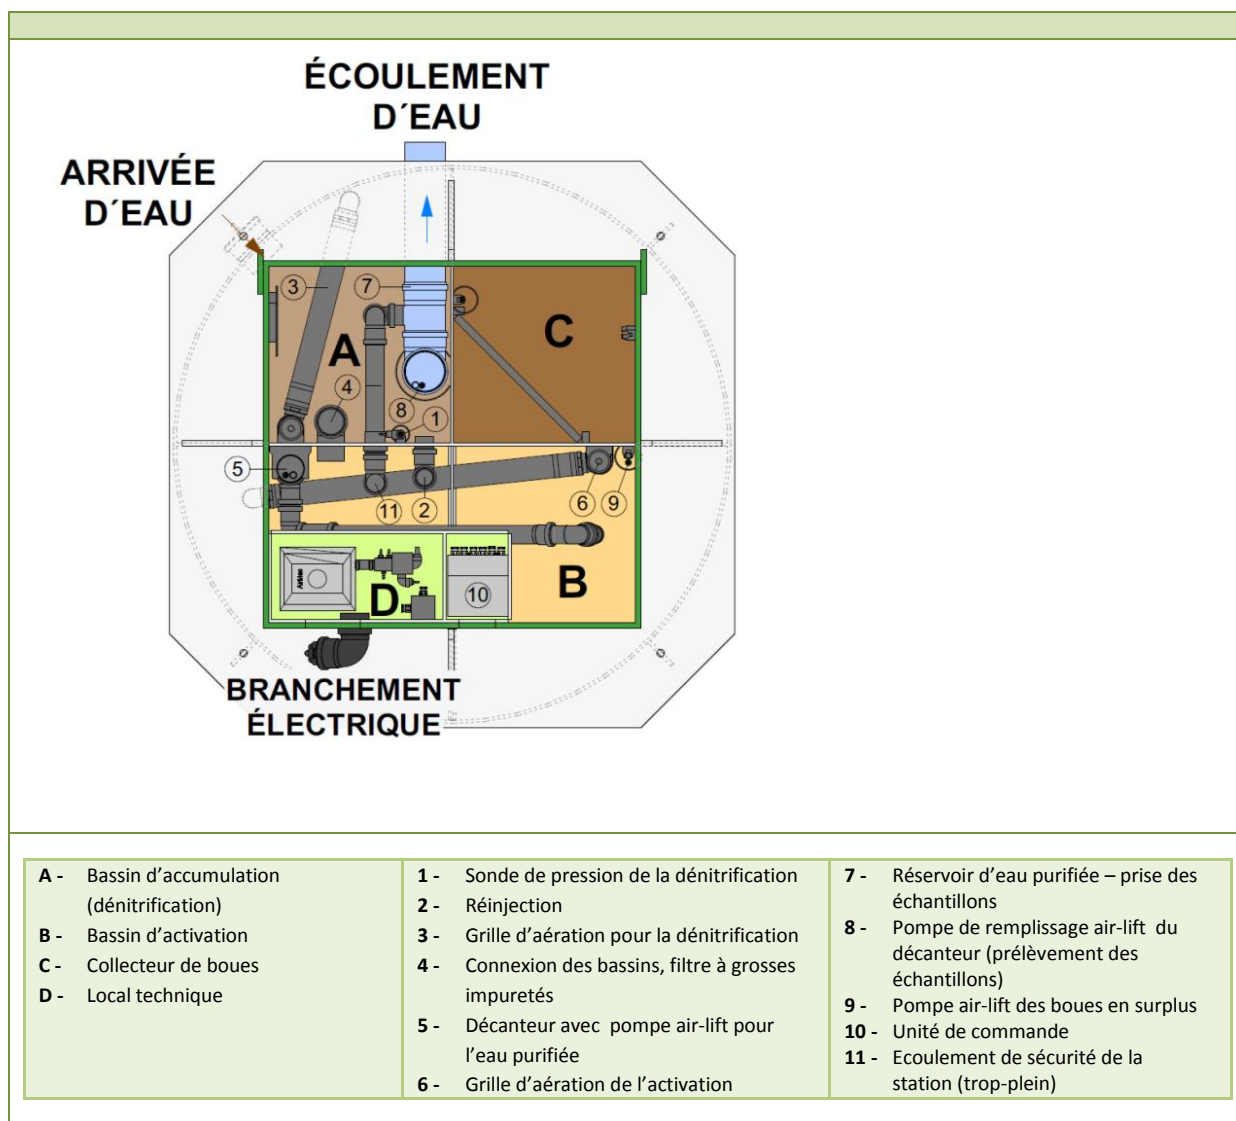 ÉCOULEMENT
D´EAU
ARRIVÉE
D´EAU
3
7
C
A
4
8
1
5
11
2
6
9
D
10
B
BRANCHEMENT
ÉLECTRIQUE
A - Bassin d’accumulation
(dénitrification)
B - Bassin d’activation
C - Collecteur de boues
D - Local technique
1 - Sonde de pression de la dénitrification
2 - Réinjection
3 - Grille d’aération pour la dénitrification
4 - Connexion des bassins, filtre à grosses
impuretés
5 - Décanteur avec pompe air-lift pour
l’eau purifiée
6 - Grille d’aération de l’activation
7 - Réservoir d’eau purifiée – prise des
échantillons
8 - Pompe de remplissage air-lift du
décanteur (prélèvement des
échantillons)
9 - Pompe air-lift des boues en surplus
10 - Unité de commande
11 - Ecoulement de sécurité de la
station (trop-plein)